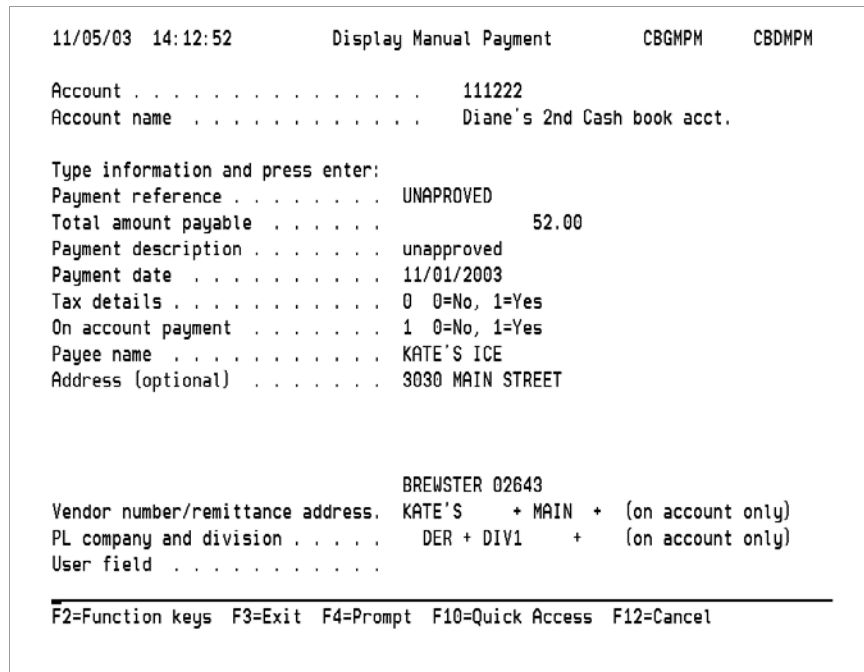 11/05/03 14:12:52 Display Manual Payment CBGMPM CBDMPM
Account . . . . . . . . . . . . . . . 111222
Account name . . . . . . . . . . . . Diane's 2nd Cash book acct.
Type information and press enter:
Payment reference . . . . . . . . UNAPROVED
Total amount payable . . . . . . 52.00
Payment description . . . . . . . unapproved
Payment date . . . . . . . . . . 11/01/2003
Tax details . . . . . . . . . . . 0 0=No, 1=Yes
On account payment . . . . . . . 1 0=No, 1=Yes
Payee name . . . . . . . . . . . KATE'S ICE
Address (optional) . . . . . . . 3030 MAIN STREET
BREWSTER 02643
Vendor number/remittance address. KATE'S + MAIN + (on account only)
PL company and division . . . . . DER + DIV1 + (on account only)
User field . . . . . . . . . . .
F2=Function keys F3=Exit F4=Prompt F10=Quick Access F12=Cancel